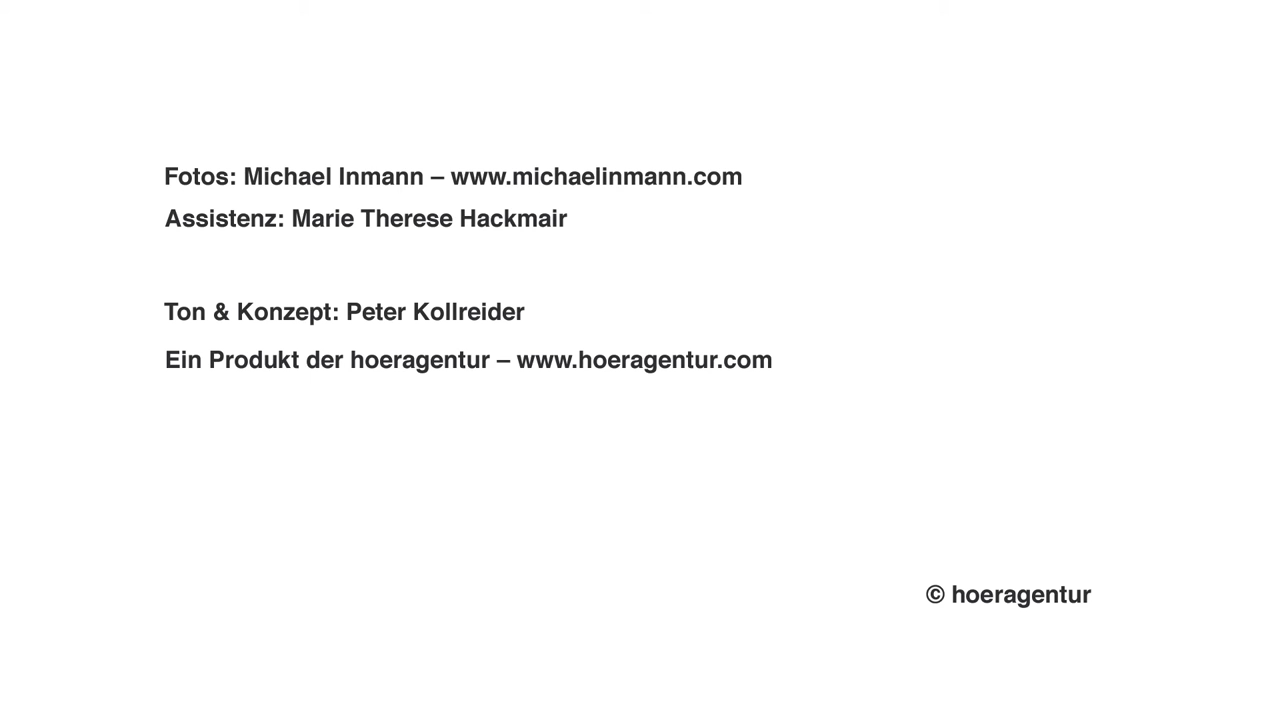 Fotos: Michael Inmann – www.michaelinmann.com
Assistenz: Marie Therese Hackmair
Ton & Konzept: Peter Kollreider
Ein Produkt der hoeragentur – www.hoeragentur.com
© hoeragentur